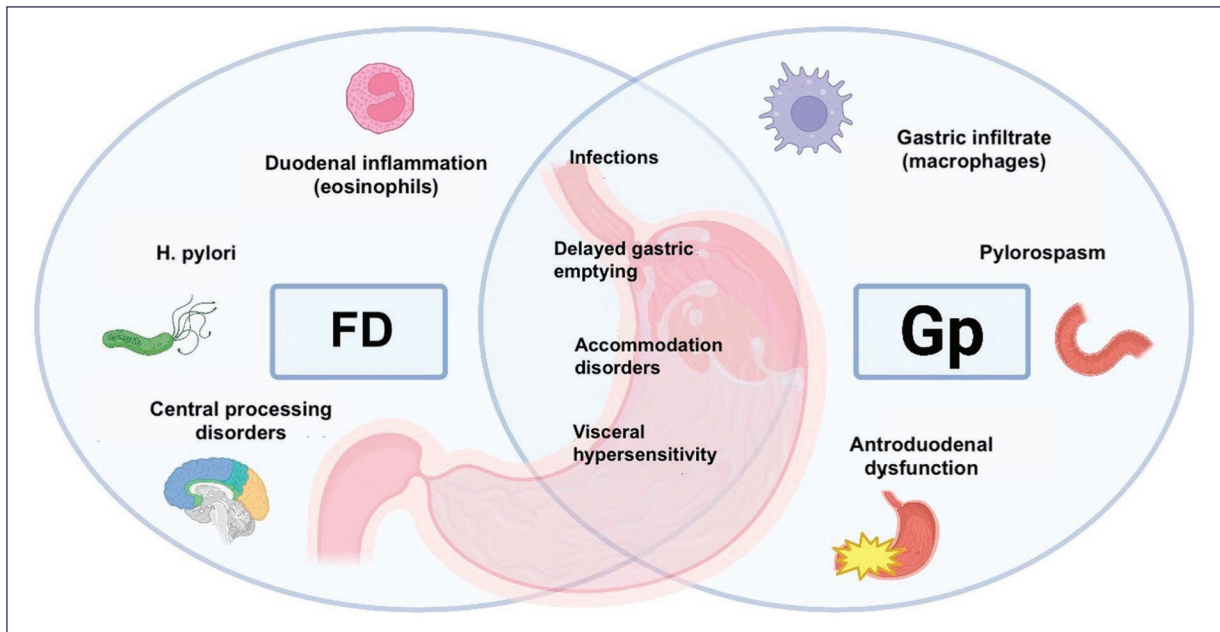 Duodenal inflammation
(eosinophils)
H. pylori
FD
Central processing
disorders
Infections
Delayed gastric
emptying
Accommodation
disorders
Visceral
hypersensitivity
Gastric infiltrate
(macrophages)
Pylorospasm
Gp
Antroduodenal
dysfunction